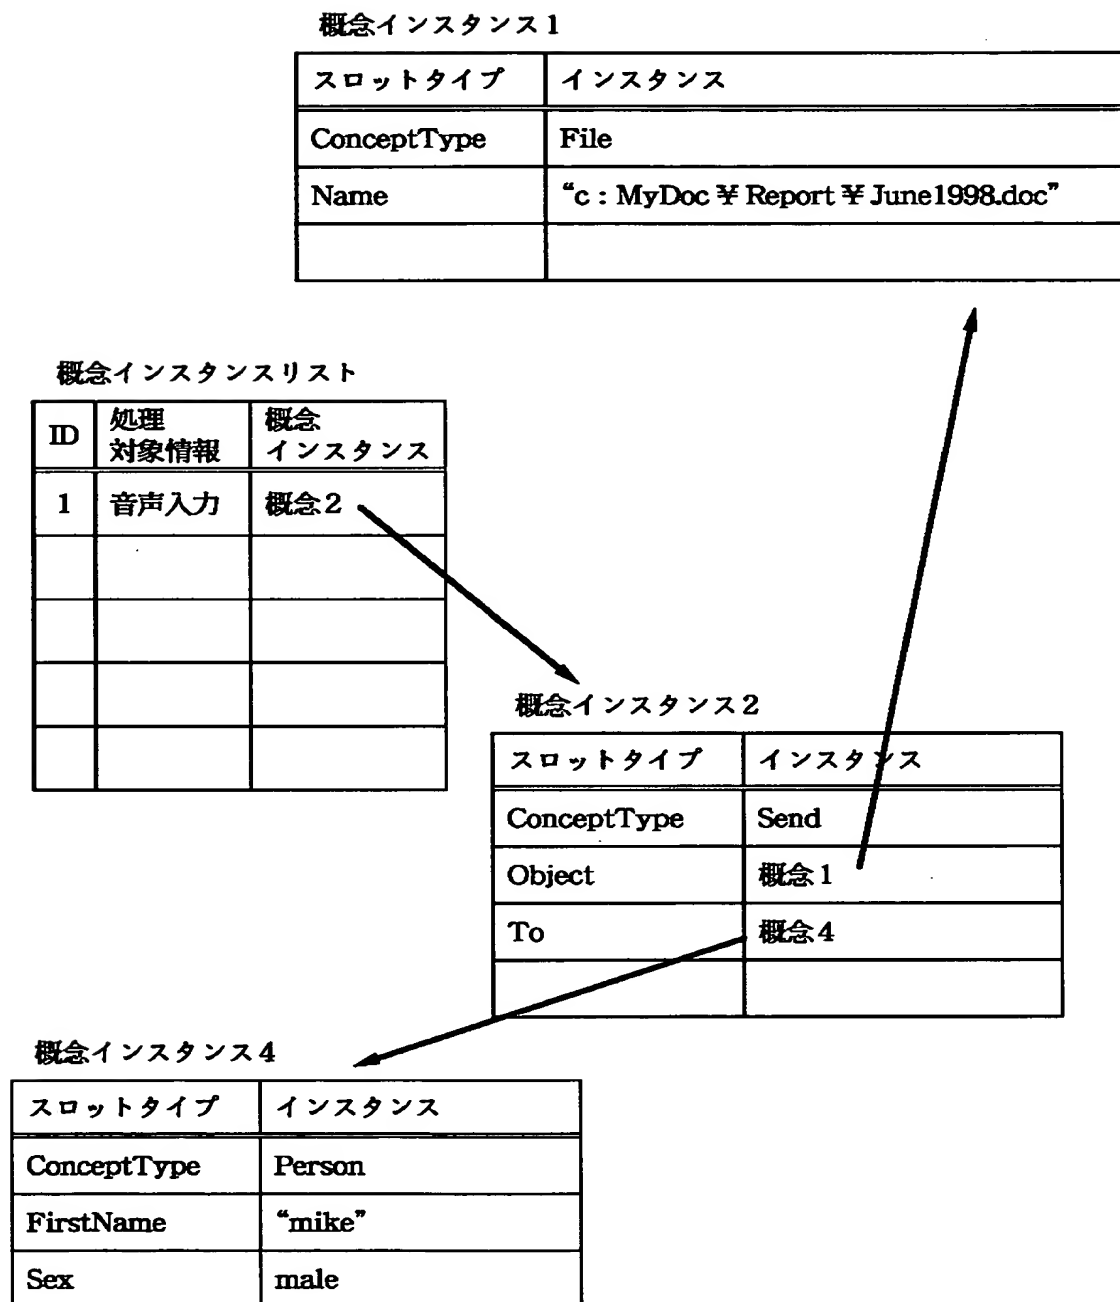 概念インスタンス1
スロットタイプ インスタンス
ConceptType File
Name “c : MyDoc ¥ Report ¥ June1998.doc”
概念インスタンスリスト
ID 処理対象情報 概念インスタンス
1 音声入力 概念2
概念インスタンス2
スロットタイプ インスタンス
ConceptType Send
Object 概念1
To 概念4
概念インスタンス4
スロットタイプ インスタンス
ConceptType Person
FirstName “mike”
Sex male